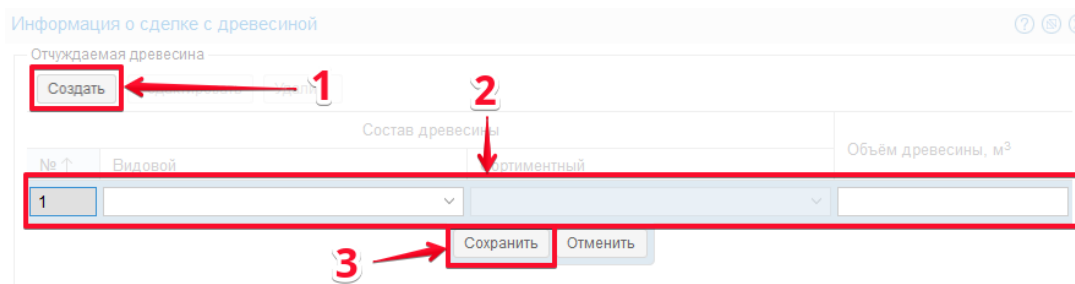 Информация о сделке с древесиной
Отчуждаемая древесина
Создать 1
2
Состав древесины
Объём древесины, м³
№ ↑ Видовой
1
Сохранить Отменить
3